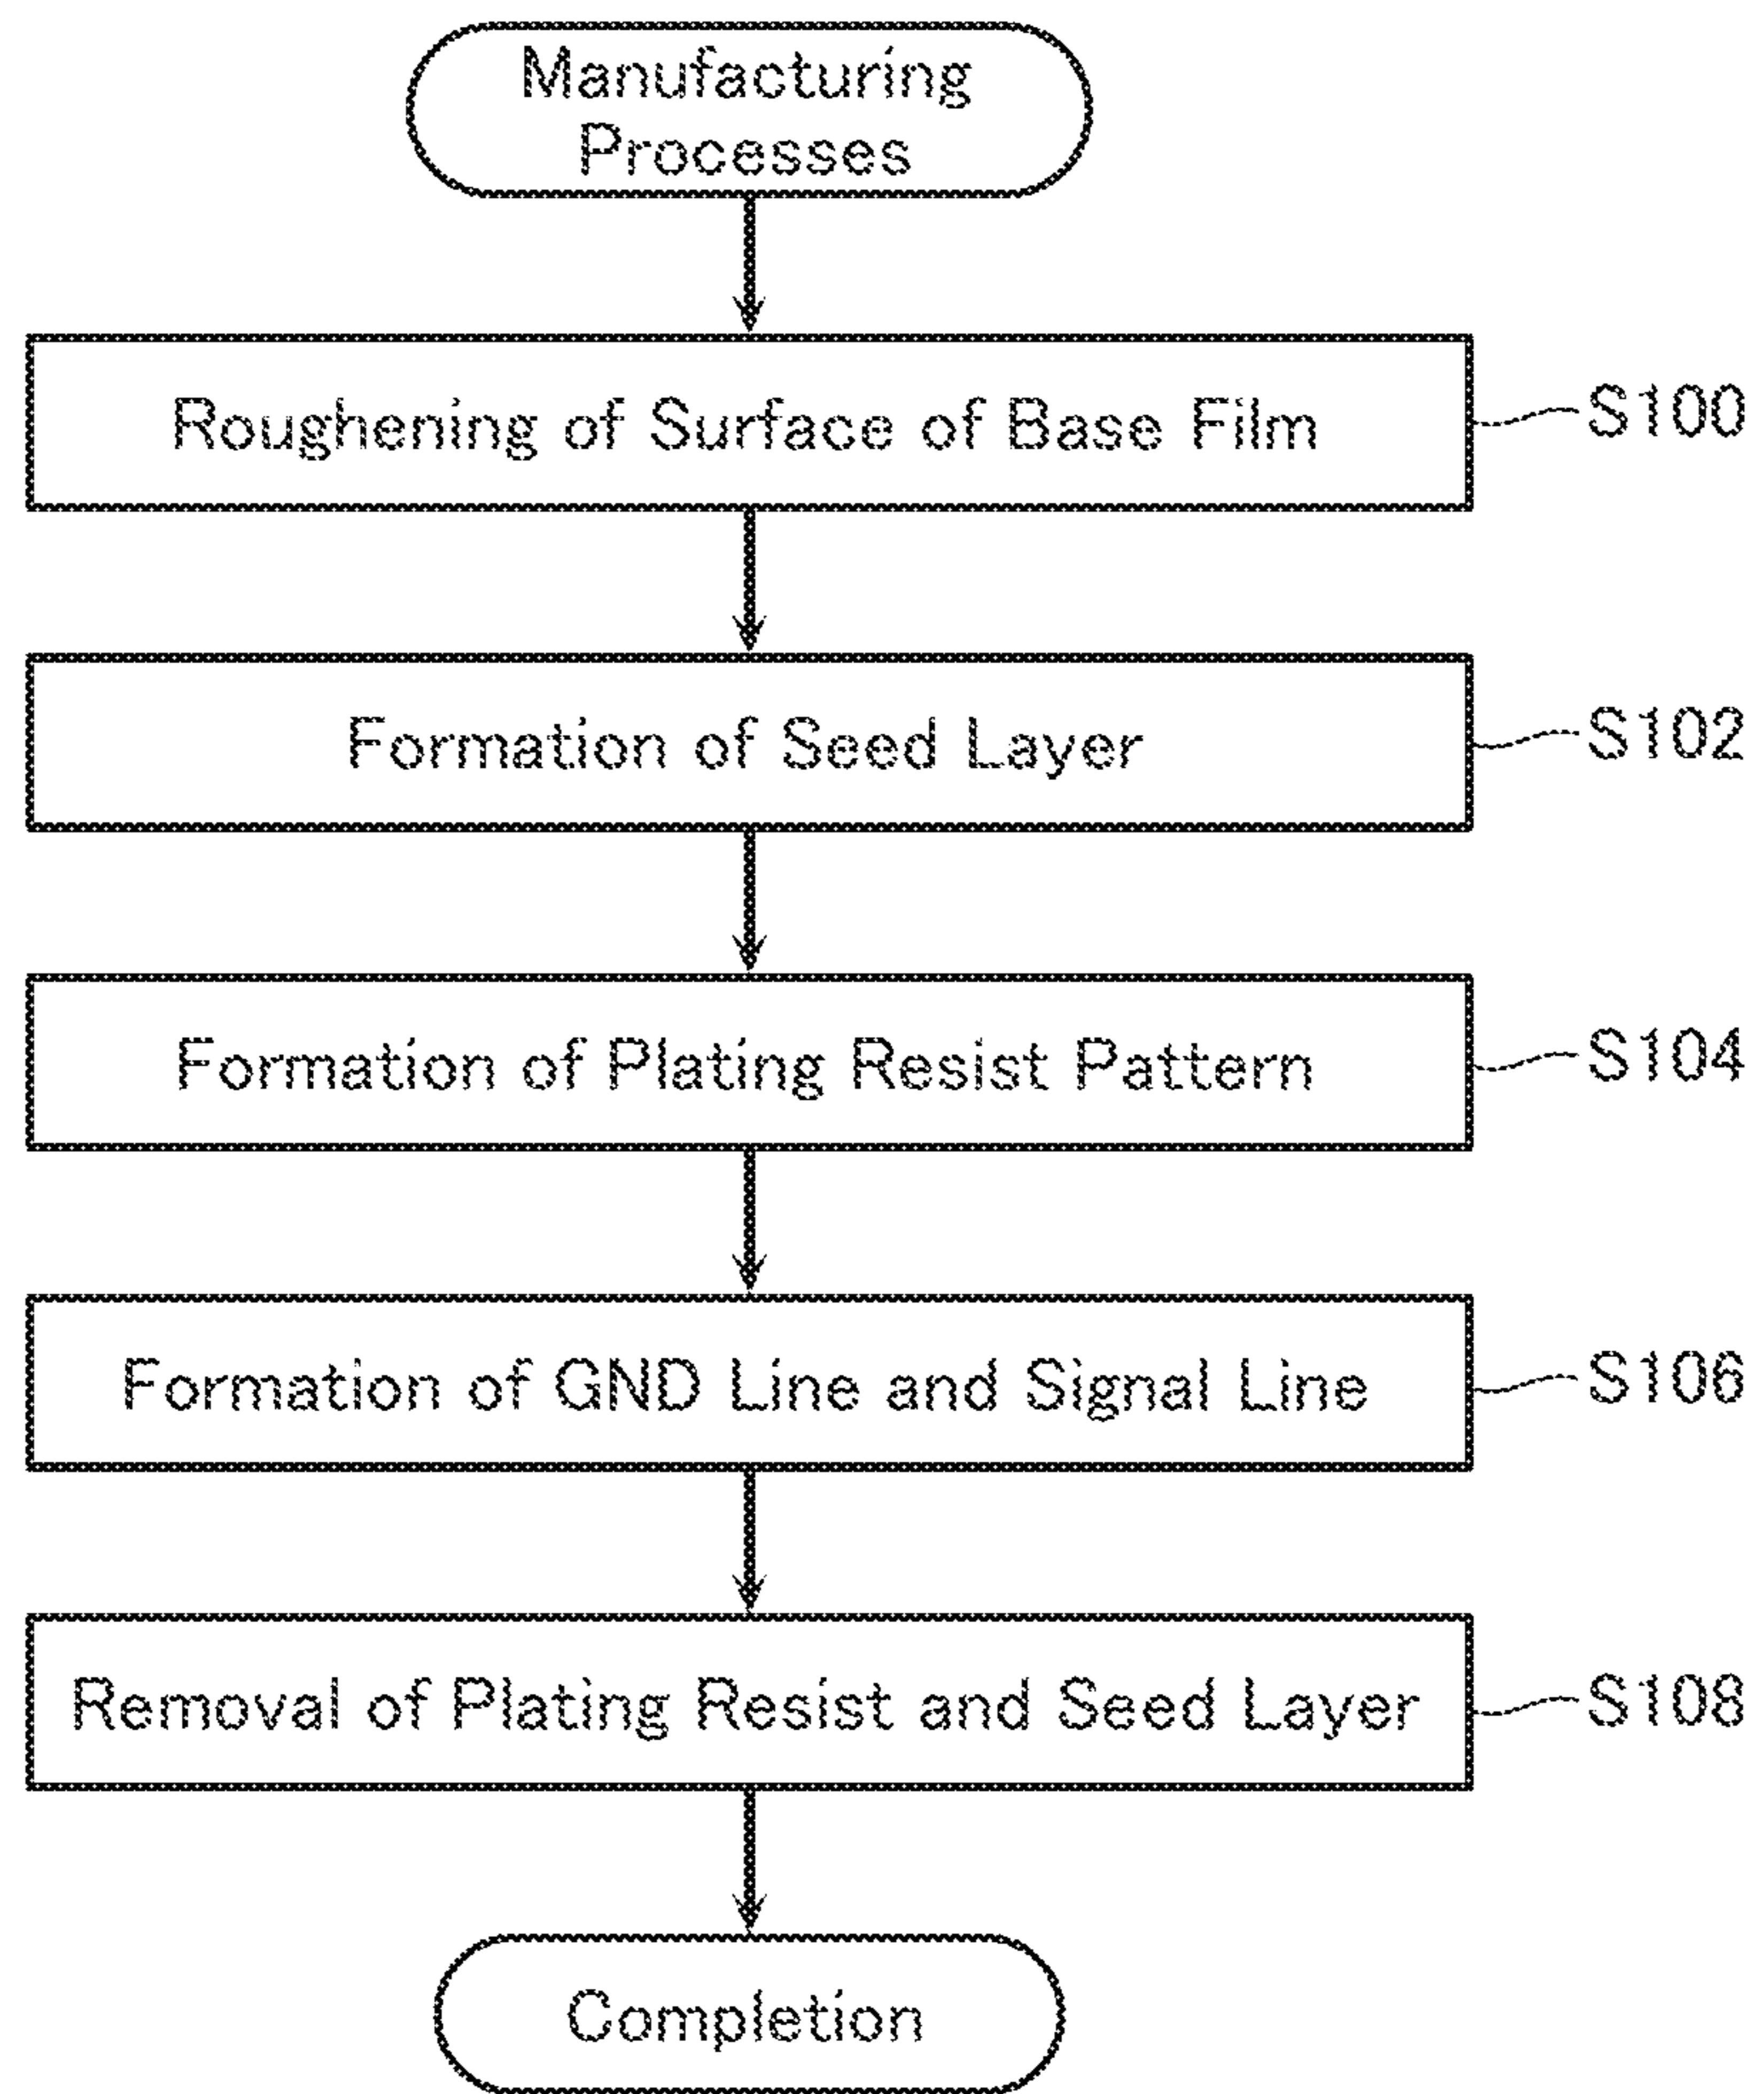 Manufacturing
Processes
Roughening of Surface of Base Film
S100
Formation of Seed Layer
S102
Formation of Plating Resist Pattern
S104
Formation of GND Line and Signal Line
S106
Removal of Plating Resist and Seed Layer
S108
Completion